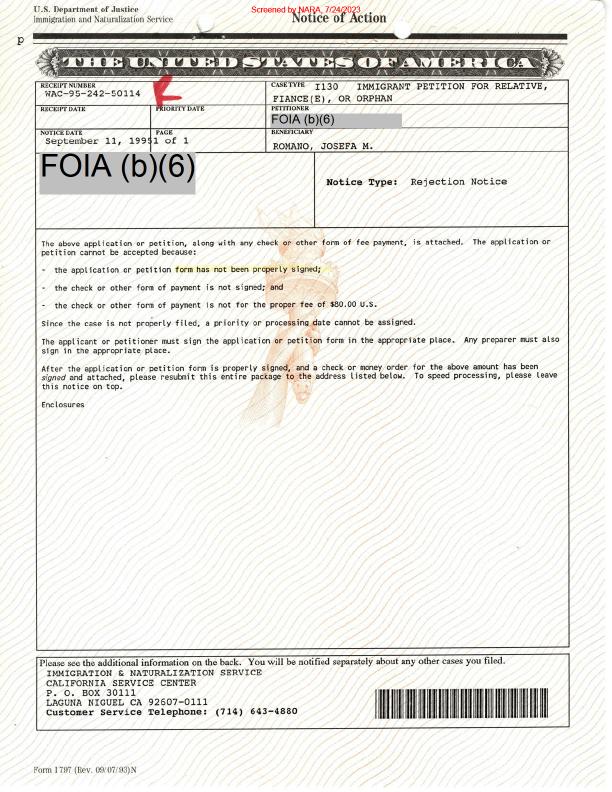 U.S. Department of Justice
Immigration and Naturalization Service
Screened by NARA, 7/24/2023
Notice of Action
p
THE UNITED STATES OF AMERICA
RECEIPT NUMBER
WAC-95-242-50114
CASE TYPE I130 IMMIGRANT PETITION FOR RELATIVE,
FIANCE(E), OR ORPHAN
RECEIPT DATE
PRIORITY DATE
PETITIONER
FOIA (b)(6)
NOTICE DATE
September 11, 1995
PAGE
1 of 1
BENEFICIARY
ROMANO, JOSEFA M.
FOIA (b)(6)
Notice Type: Rejection Notice
The above application or petition, along with any check or other form of fee payment, is attached. The application or
petition cannot be accepted because:
- the application or petition form has not been properly signed;
- the check or other form of payment is not signed; and
- the check or other form of payment is not for the proper fee of $80.00 U.S.
Since the case is not properly filed, a priority or processing date cannot be assigned.
The applicant or petitioner must sign the application or petition form in the appropriate place. Any preparer must also
sign in the appropriate place.
After the application or petition form is properly signed, and a check or money order for the above amount has been
signed and attached, please resubmit this entire package to the address listed below. To speed processing, please leave
this notice on top.
Enclosures
Please see the additional information on the back. You will be notified separately about any other cases you filed.
IMMIGRATION & NATURALIZATION SERVICE
CALIFORNIA SERVICE CENTER
P. O. BOX 30111
LAGUNA NIGUEL CA 92607-0111
Customer Service Telephone: (714) 643-4880
Form I797 (Rev. 09/07/93)N